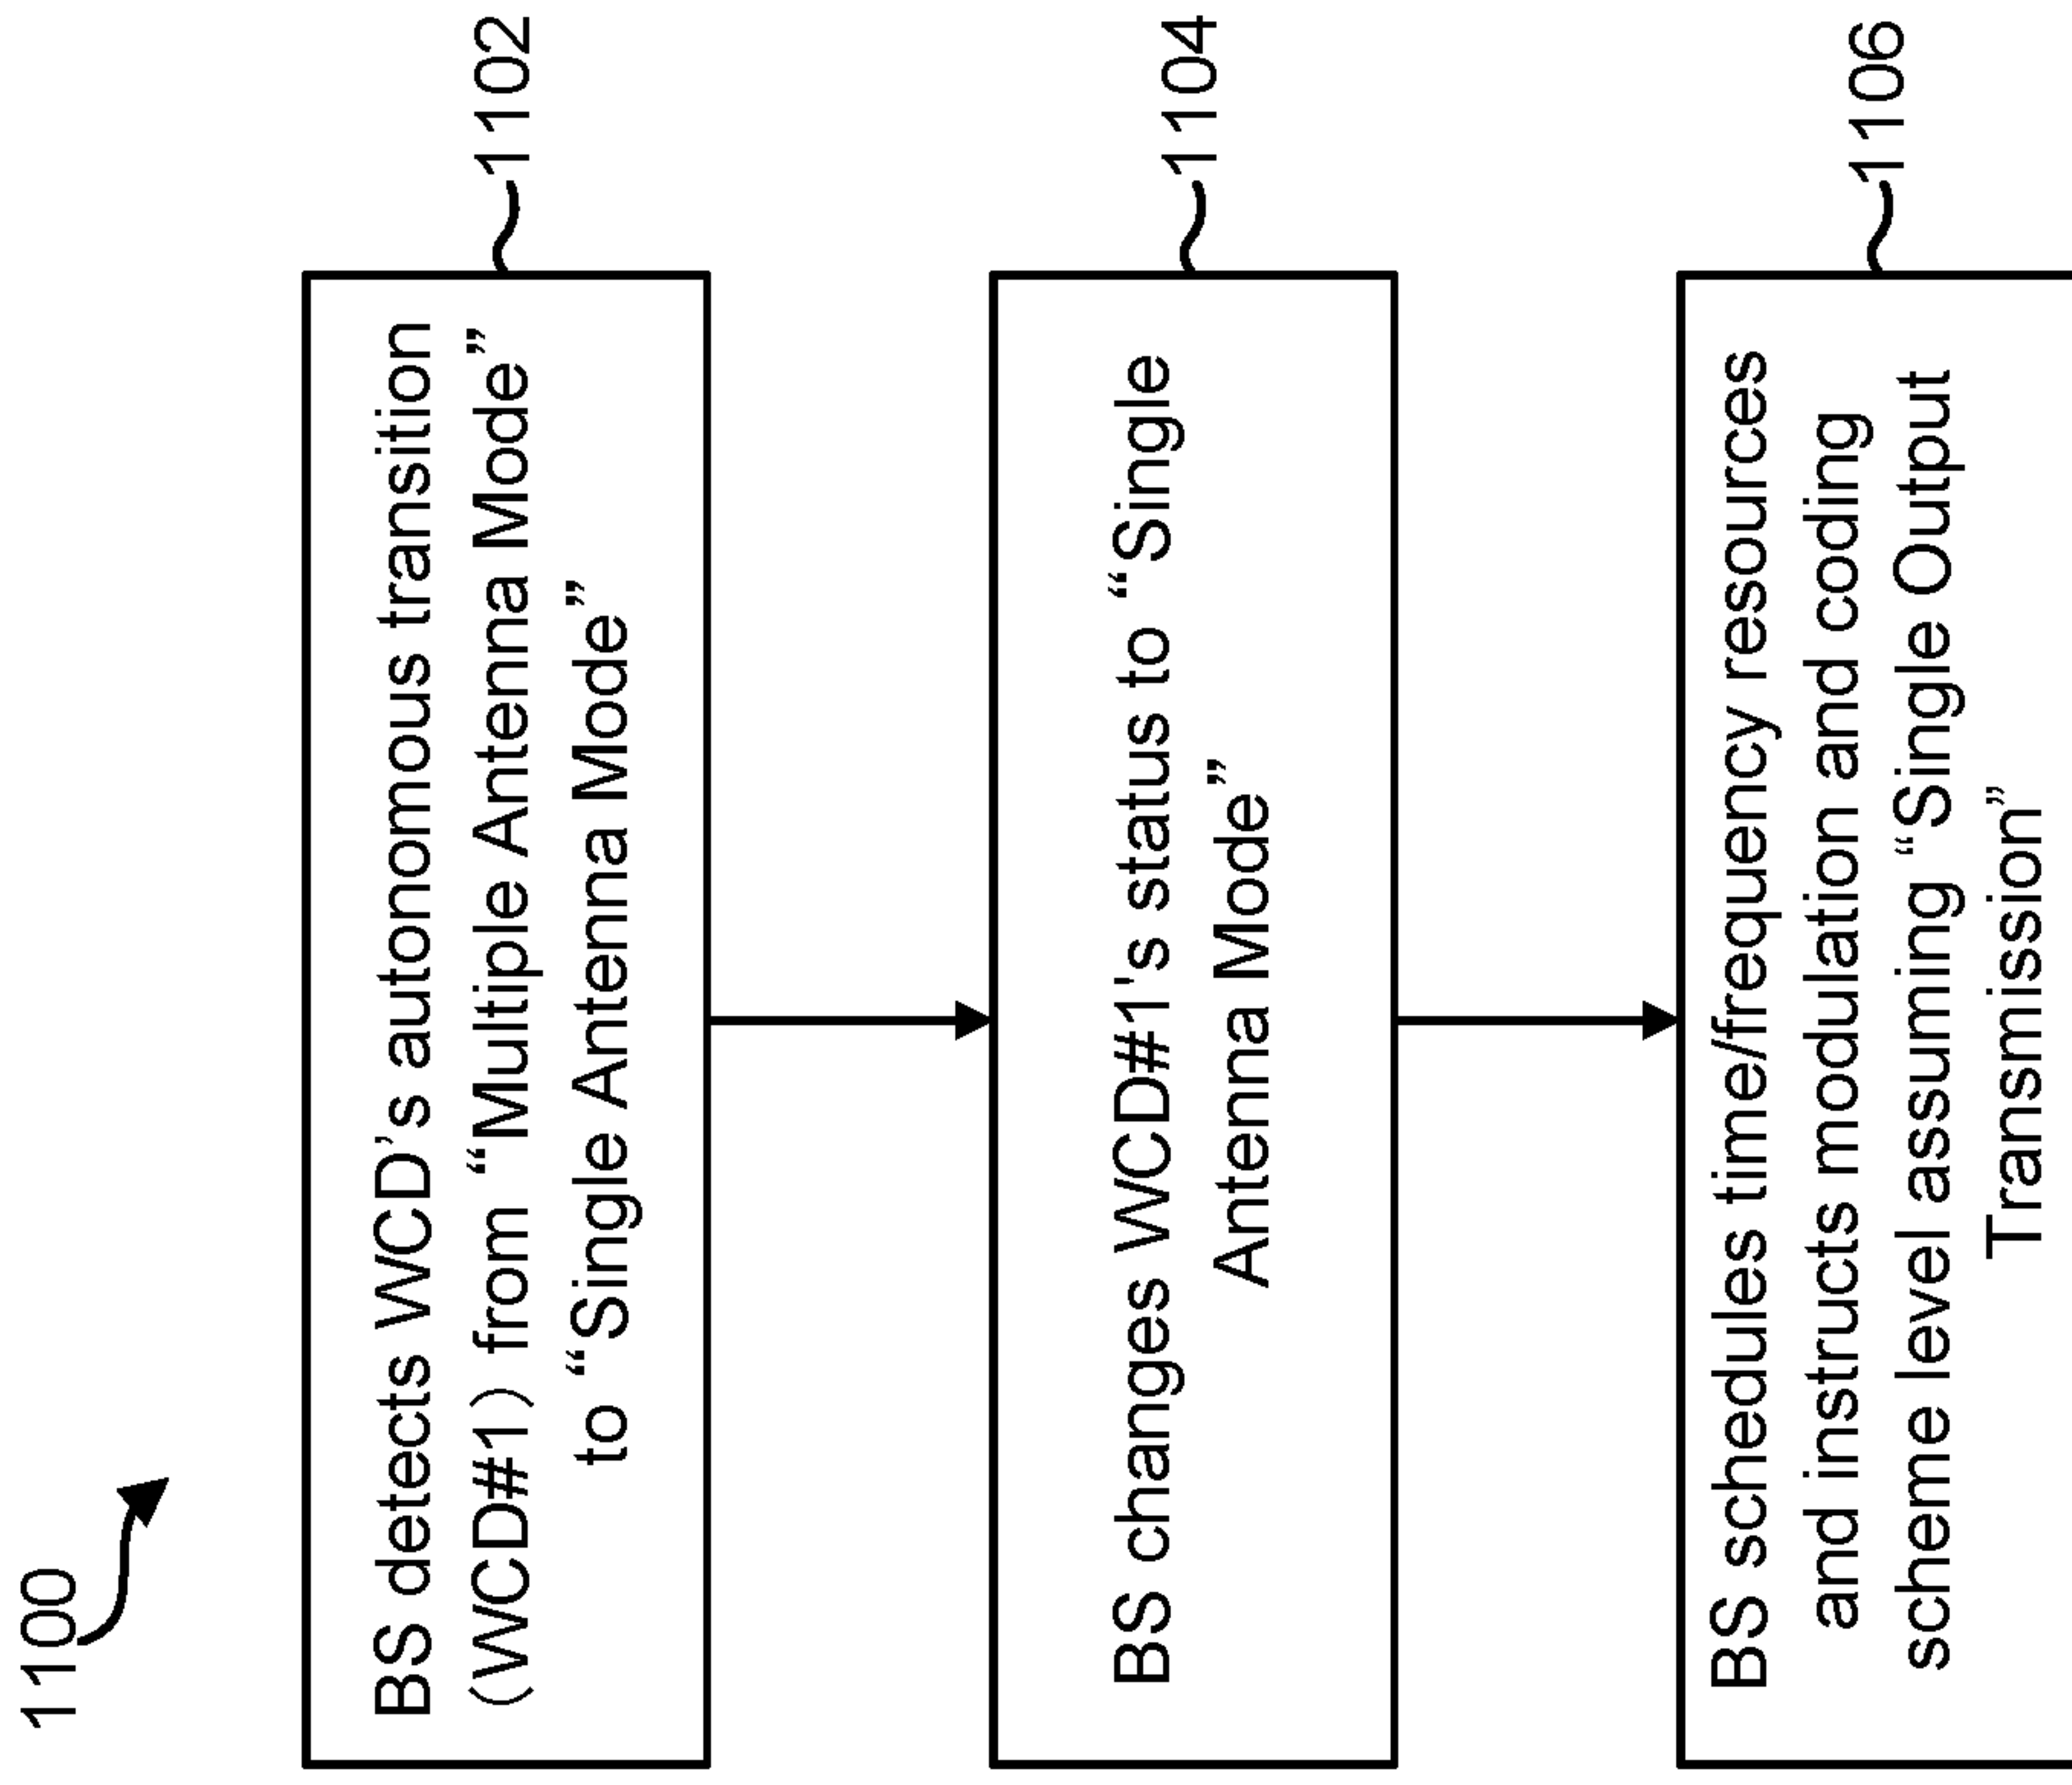 1100
BS detects WCD's autonomous transition
(WCD#1) from “Multiple Antenna Mode”
to “Single Antenna Mode”
1102
BS changes WCD#1's status to “Single
Antenna Mode”
1104
BS schedules time/frequency resources
and instructs modulation and coding
scheme level assuming “Single Output
Transmission”
1106